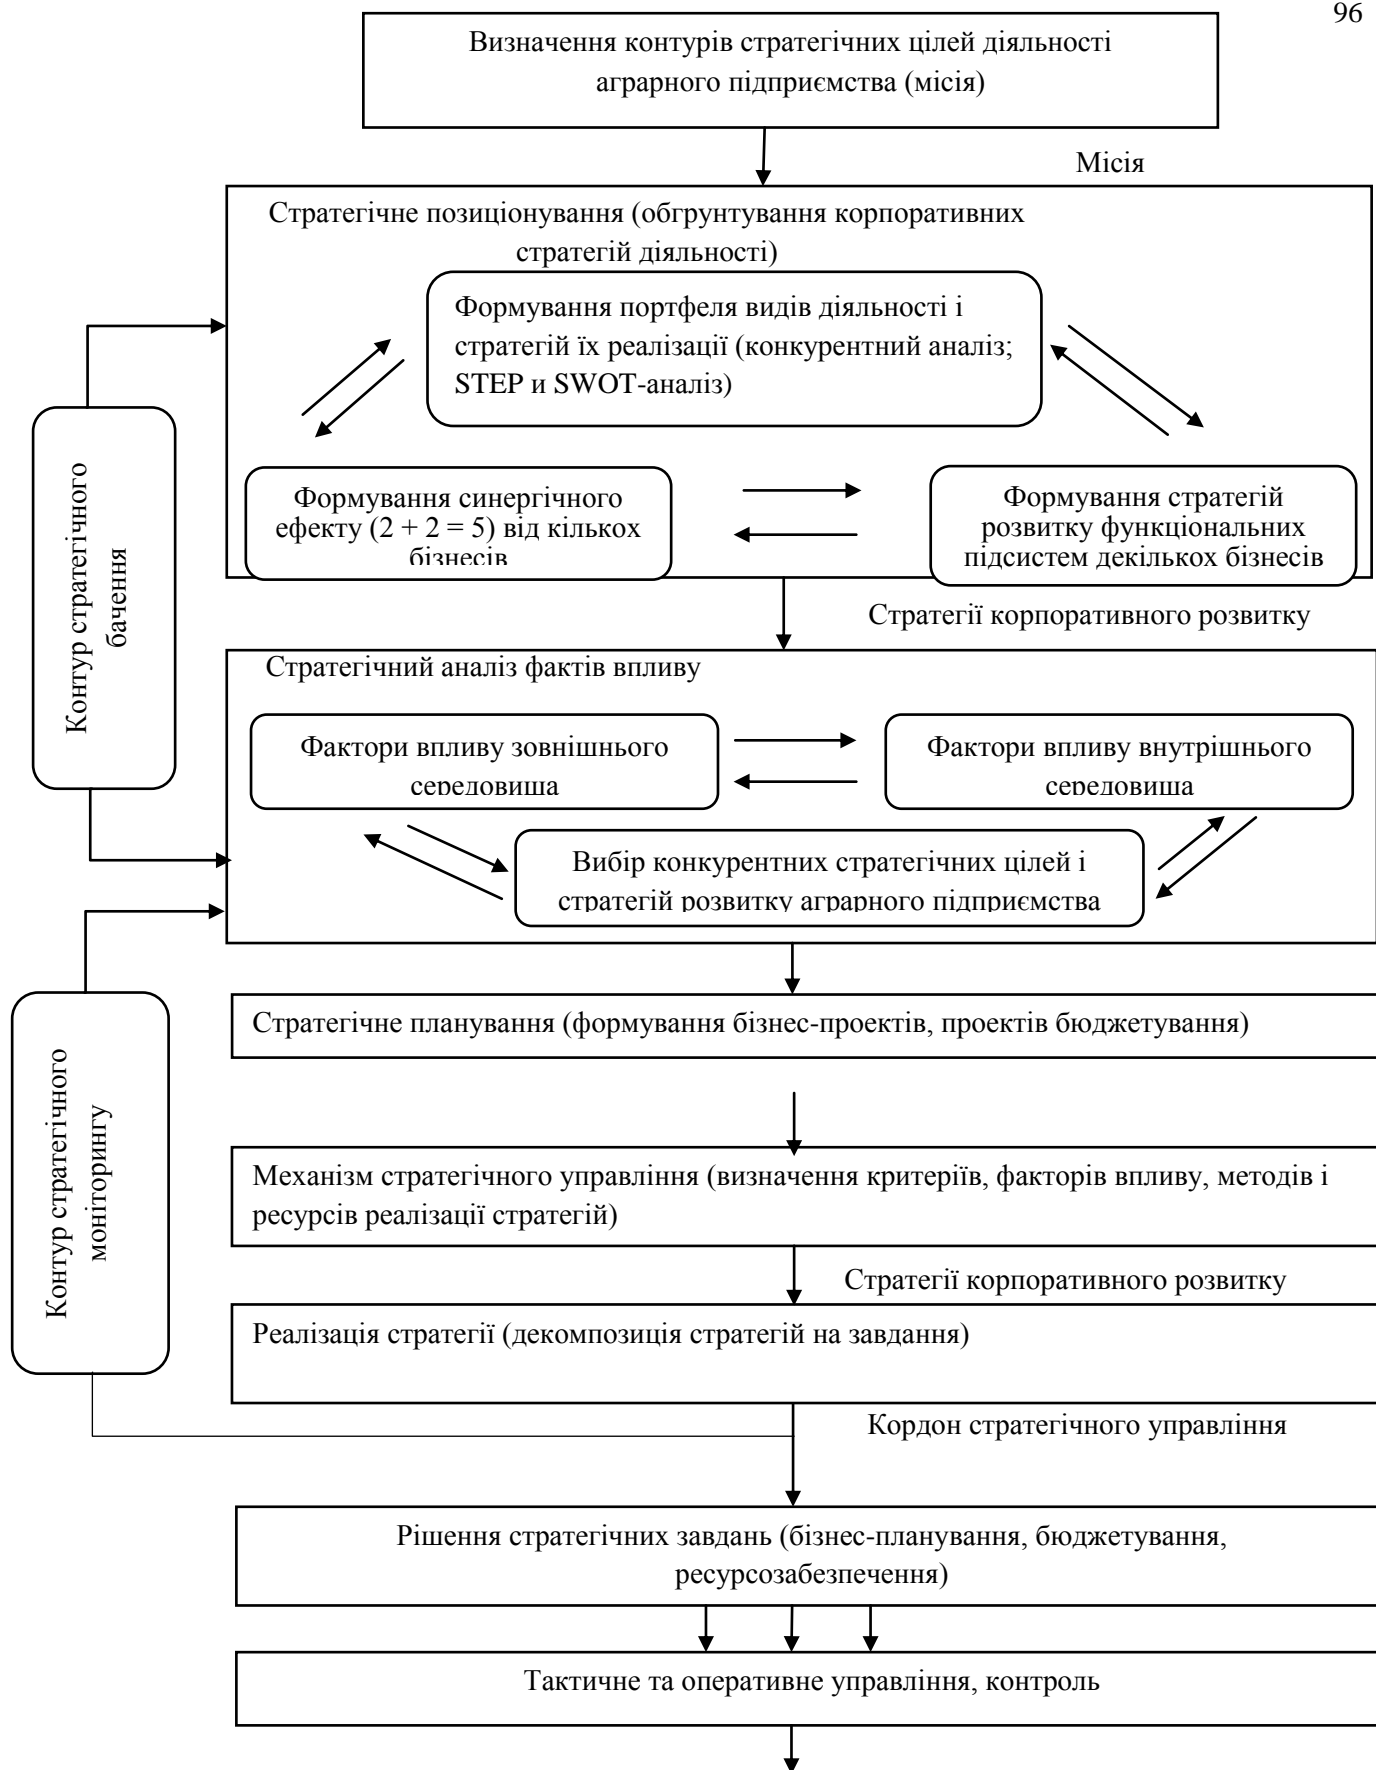 96
Визначення контурів стратегічних цілей діяльності
аграрного підприємства (місія)
Місія
Стратегічне позиціонування (обгрунтування корпоративних
стратегій діяльності)
Формування портфеля видів діяльності і
стратегій їх реалізації (конкурентний аналіз;
STEP и SWOT-аналіз)
Контур стратегічного
бачення
Формування синергічного
ефекту (2 + 2 = 5) від кількох
бізнесів
Формування стратегій
розвитку функціональних
підсистем декількох бізнесів
Стратегії корпоративного розвитку
Стратегічний аналіз фактів впливу
Фактори впливу зовнішнього
середовища
Фактори впливу внутрішнього
середовища
Вибір конкурентних стратегічних цілей і
стратегій розвитку аграрного підприємства
Контур стратегічного
моніторингу
Стратегічне планування (формування бізнес-проектів, проектів бюджетування)
Механізм стратегічного управління (визначення критеріїв, факторів впливу, методів і
ресурсів реалізації стратегій)
Стратегії корпоративного розвитку
Реалізація стратегії (декомпозиція стратегій на завдання)
Кордон стратегічного управління
Рішення стратегічних завдань (бізнес-планування, бюджетування,
ресурсозабезпечення)
Тактичне та оперативне управління, контроль